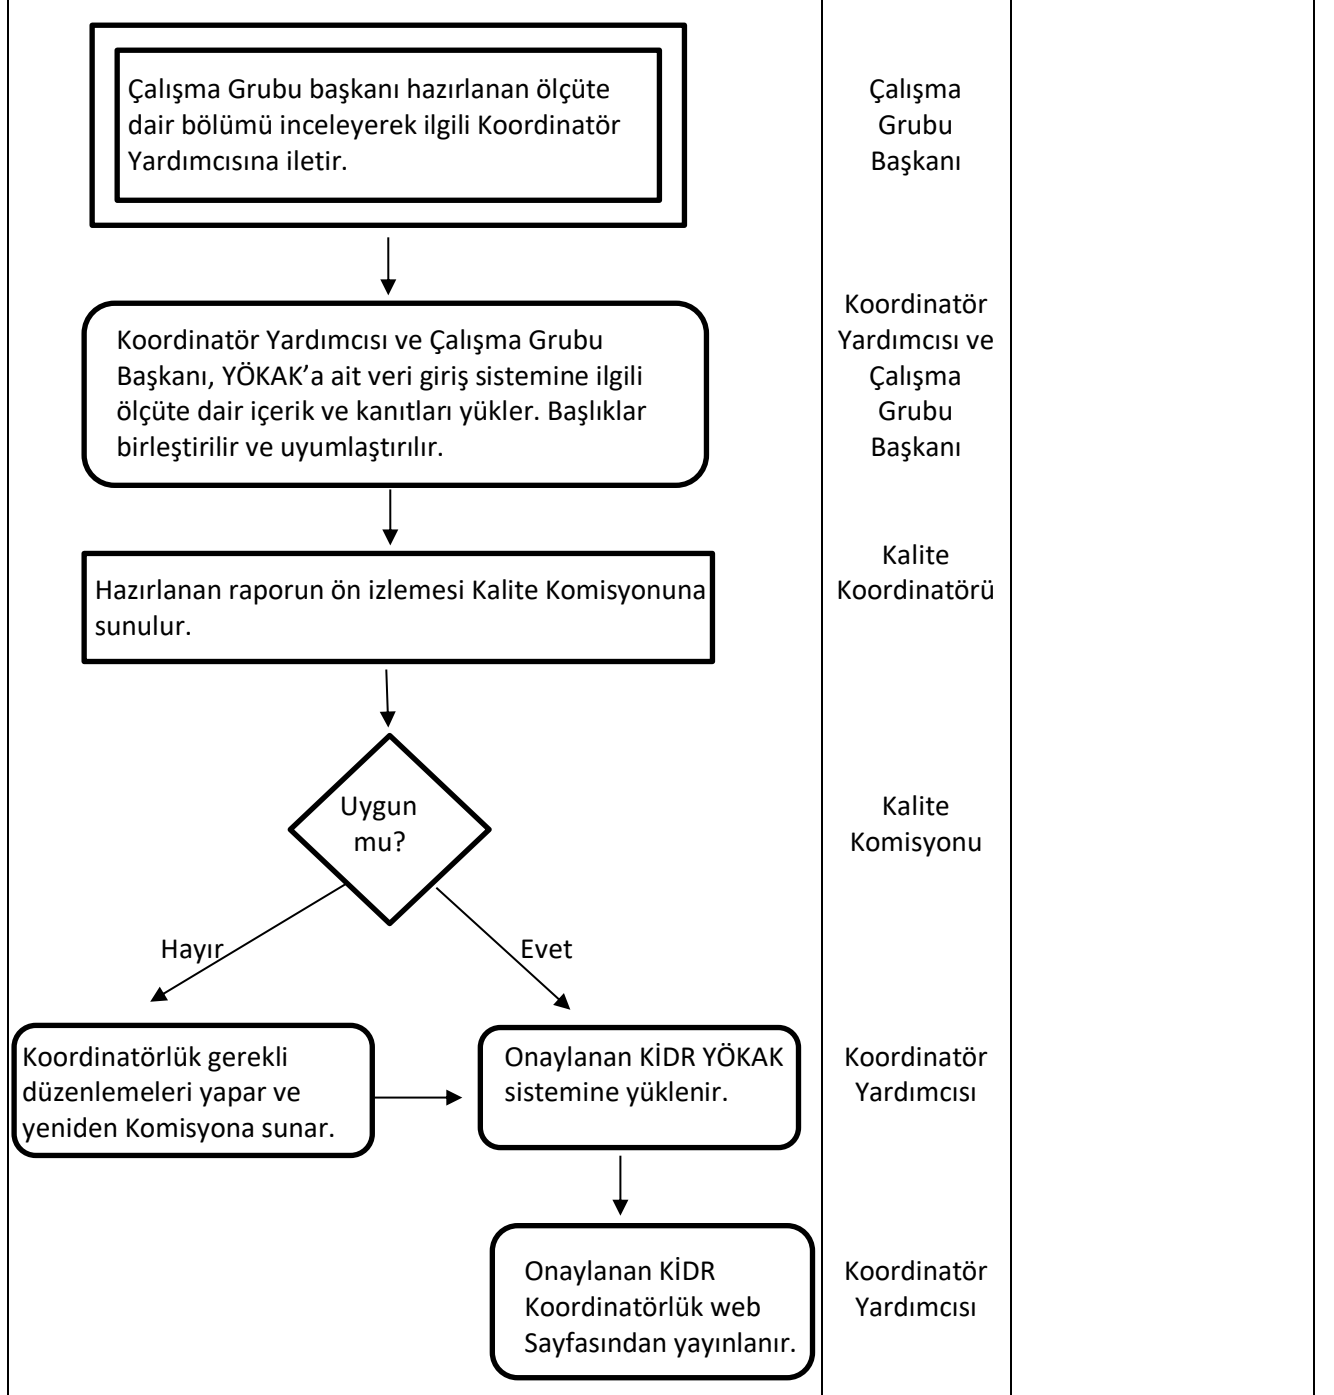 Çalışma Grubu başkanı hazırlanan ölçüte
dair bölümü inceleyerek ilgili Koordinatör
Yardımcısına iletir.
Çalışma
Grubu
Başkanı
Koordinatör Yardımcısı ve Çalışma Grubu
Başkanı, YÖKAK’a ait veri giriş sistemine ilgili
ölçüte dair içerik ve kanıtları yükler. Başlıklar
birleştirilir ve uyumlaştırılır.
Koordinatör
Yardımcısı ve
Çalışma
Grubu
Başkanı
Hazırlanan raporun ön izlemesi Kalite Komisyonuna
sunulur.
Kalite
Koordinatörü
Uygun
mu?
Kalite
Komisyonu
Hayır
Evet
Koordinatörlük gerekli
düzenlemeleri yapar ve
yeniden Komisyona sunar.
Onaylanan KİDR YÖKAK
sistemine yüklenir.
Koordinatör
Yardımcısı
Onaylanan KİDR
Koordinatörlük web
Sayfasından yayınlanır.
Koordinatör
Yardımcısı